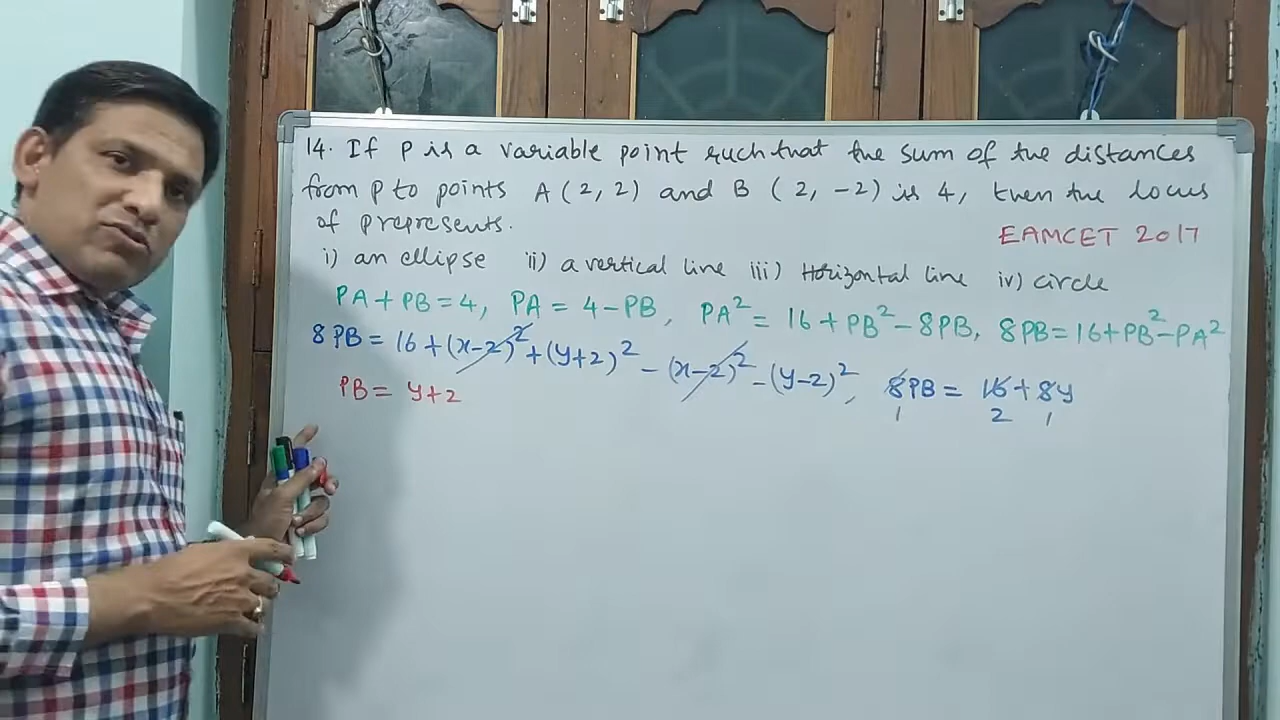 14. If P is a variable point such that the sum of the distances
from P to points A (2, 2) and B (2, -2) is 4, then the locus
of P represents.
EAMCET 2017
i) an ellipse ii) a vertical line iii) Horizontal line iv) circle
PA + PB = 4, PA = 4 - PB, PA² = 16 + PB² - 8PB, 8PB = 16 + PB² - PA²
8PB = 16 + (x-2)² + (y+2)² - (x-2)² - (y-2)², 8PB = 16 + 8y
1 2 1
PB = y+2